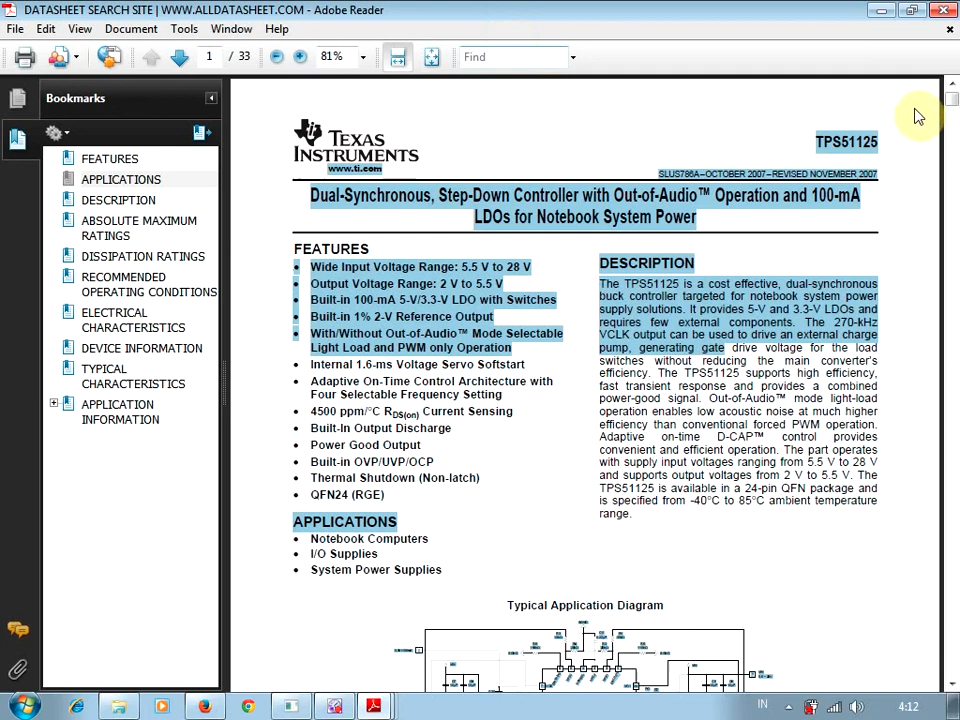 DATASHEET SEARCH SITE | WWW.ALLDATASHEET.COM - Adobe Reader
File Edit View Document Tools Window Help
1 / 33 81% Find
Bookmarks
FEATURES
APPLICATIONS
DESCRIPTION
ABSOLUTE MAXIMUM
RATINGS
DISSIPATION RATINGS
RECOMMENDED
OPERATING CONDITIONS
ELECTRICAL
CHARACTERISTICS
DEVICE INFORMATION
TYPICAL
CHARACTERISTICS
APPLICATION
INFORMATION
TEXAS
INSTRUMENTS
www.ti.com
TPS51125
SLUS786A–OCTOBER 2007–REVISED NOVEMBER 2007
Dual-Synchronous, Step-Down Controller with Out-of-Audio™ Operation and 100-mA
LDOs for Notebook System Power
FEATURES
• Wide Input Voltage Range: 5.5 V to 28 V
• Output Voltage Range: 2 V to 5.5 V
• Built-in 100-mA 5-V/3.3-V LDO with Switches
• Built-in 1% 2-V Reference Output
• With/Without Out-of-Audio™ Mode Selectable
Light Load and PWM only Operation
• Internal 1.6-ms Voltage Servo Softstart
• Adaptive On-Time Control Architecture with
Four Selectable Frequency Setting
• 4500 ppm/°C RDS(on) Current Sensing
• Built-In Output Discharge
• Power Good Output
• Built-in OVP/UVP/OCP
• Thermal Shutdown (Non-latch)
• QFN24 (RGE)
APPLICATIONS
• Notebook Computers
• I/O Supplies
• System Power Supplies
DESCRIPTION
The TPS51125 is a cost effective, dual-synchronous
buck controller targeted for notebook system power
supply solutions. It provides 5-V and 3.3-V LDOs and
requires few external components. The 270-kHz
VCLK output can be used to drive an external charge
pump, generating gate drive voltage for the load
switches without reducing the main converter's
efficiency. The TPS51125 supports high efficiency,
fast transient response and provides a combined
power-good signal. Out-of-Audio™ mode light-load
operation enables low acoustic noise at much higher
efficiency than conventional forced PWM operation.
Adaptive on-time D-CAP™ control provides
convenient and efficient operation. The part operates
with supply input voltages ranging from 5.5 V to 28 V
and supports output voltages from 2 V to 5.5 V. The
TPS51125 is available in a 24-pin QFN package and
is specified from -40°C to 85°C ambient temperature
range.
Typical Application Diagram
IN 4:12